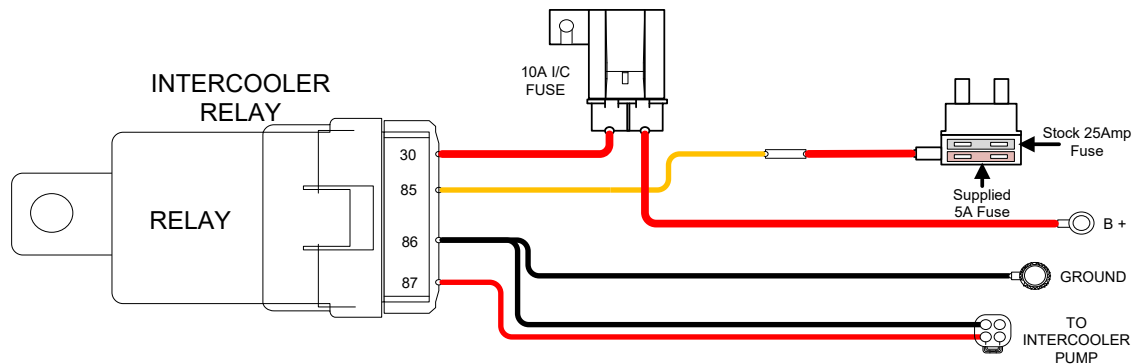 INTERCOOLER
RELAY
10A I/C
FUSE
Stock 25Amp
Fuse
30
85
RELAY
Supplied
5A Fuse
B +
86
GROUND
87
TO
INTERCOOLER
PUMP